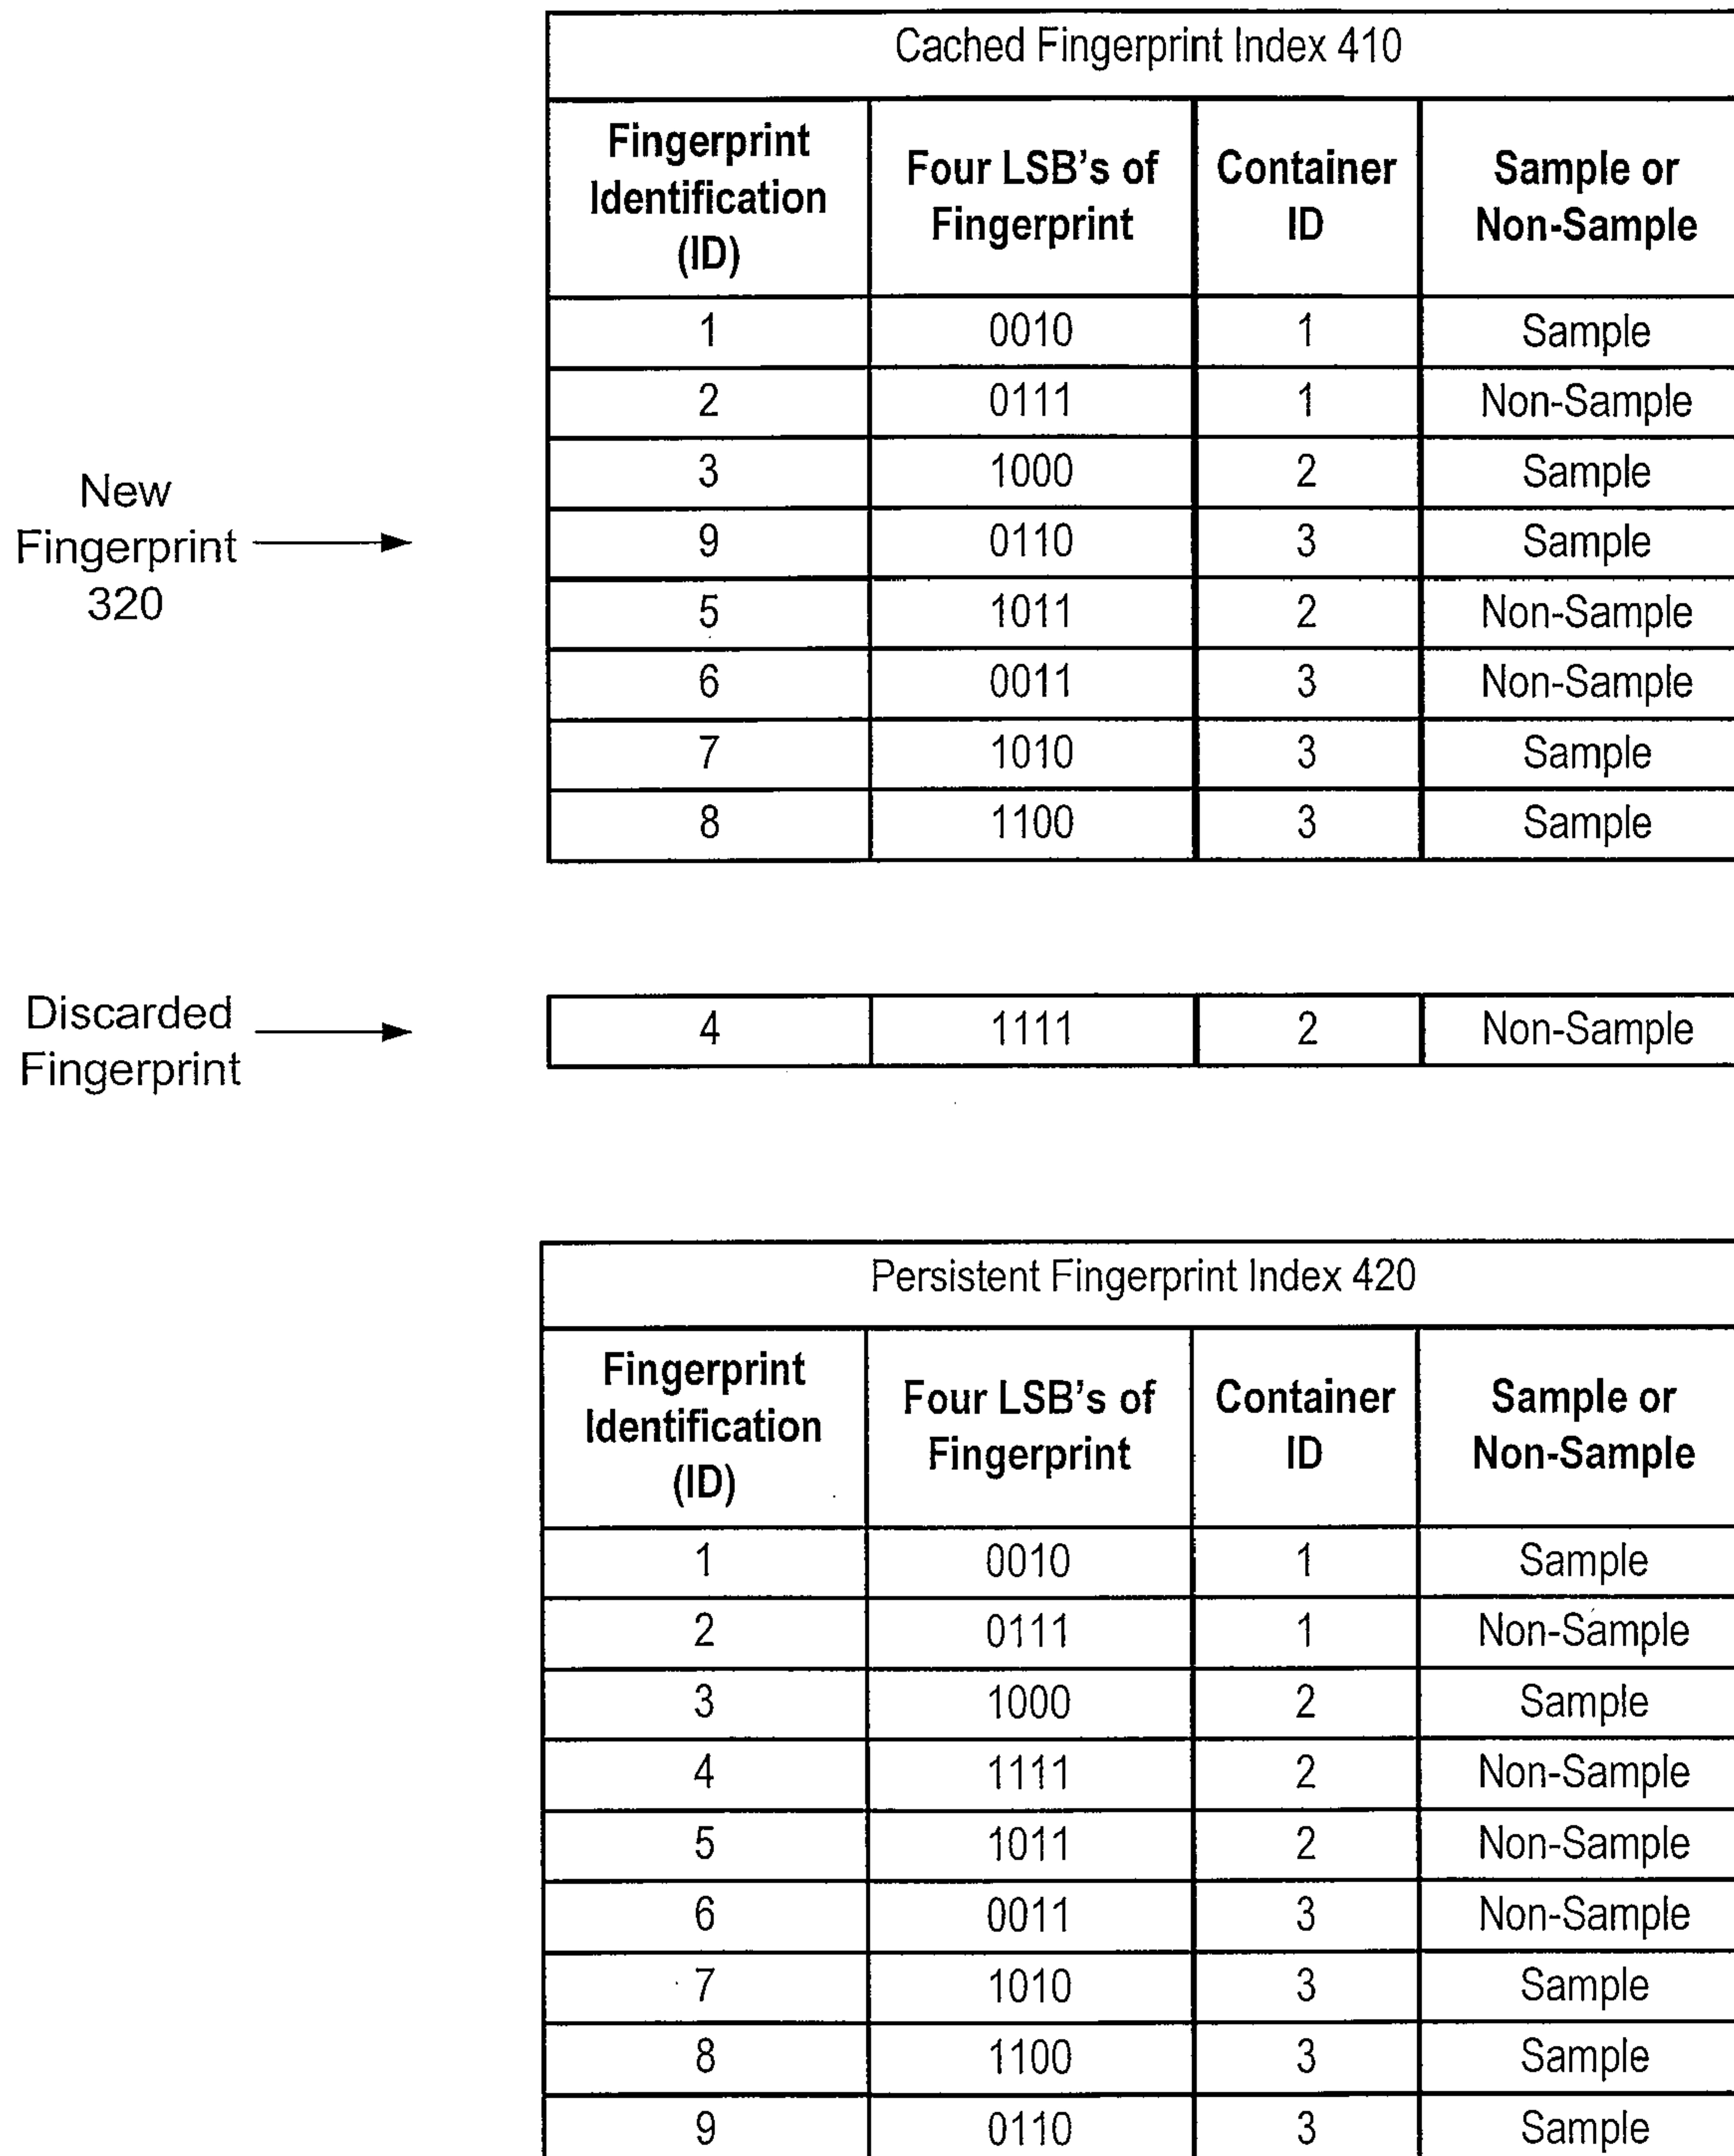 Cached Fingerprint Index 410
Fingerprint Identification (ID) Four LSB's of Fingerprint Container ID Sample or Non-Sample
1 0010 1 Sample
2 0111 1 Non-Sample
3 1000 2 Sample
New Fingerprint 320
9 0110 3 Sample
5 1011 2 Non-Sample
6 0011 3 Non-Sample
7 1010 3 Sample
8 1100 3 Sample
Discarded Fingerprint
4 1111 2 Non-Sample
Persistent Fingerprint Index 420
Fingerprint Identification (ID) Four LSB's of Fingerprint Container ID Sample or Non-Sample
1 0010 1 Sample
2 0111 1 Non-Sample
3 1000 2 Sample
4 1111 2 Non-Sample
5 1011 2 Non-Sample
6 0011 3 Non-Sample
7 1010 3 Sample
8 1100 3 Sample
9 0110 3 Sample